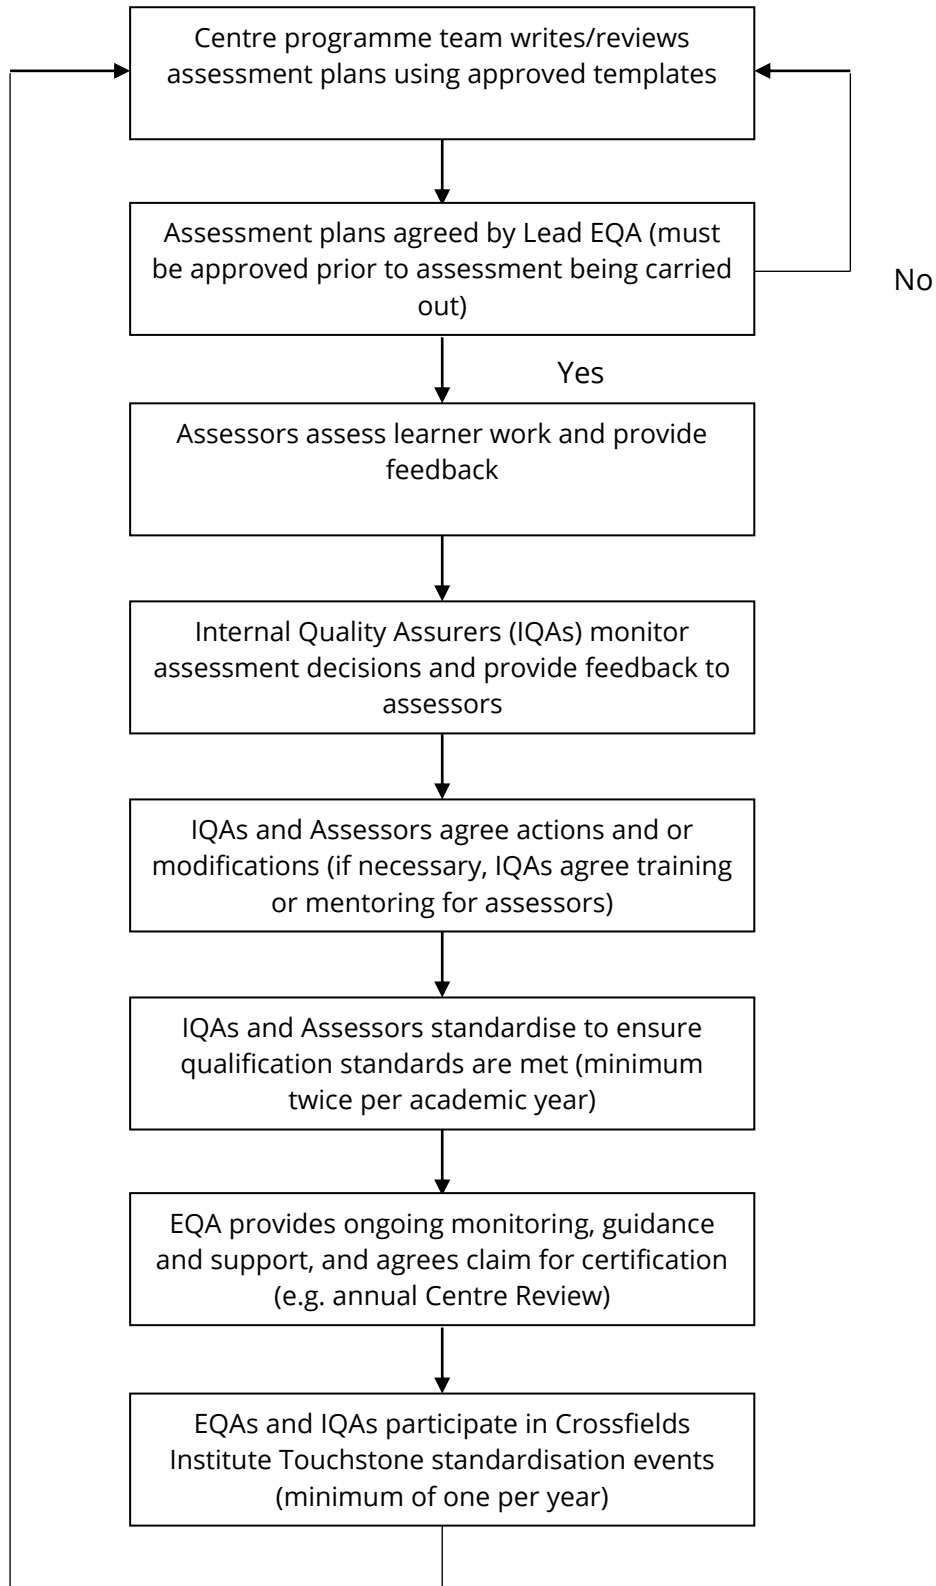 Centre programme team writes/reviews
assessment plans using approved templates
Assessment plans agreed by Lead EQA (must
be approved prior to assessment being carried
out)
No
Yes
Assessors assess learner work and provide
feedback
Internal Quality Assurers (IQAs) monitor
assessment decisions and provide feedback to
assessors
IQAs and Assessors agree actions and or
modifications (if necessary, IQAs agree training
or mentoring for assessors)
IQAs and Assessors standardise to ensure
qualification standards are met (minimum
twice per academic year)
EQA provides ongoing monitoring, guidance
and support, and agrees claim for certification
(e.g. annual Centre Review)
EQAs and IQAs participate in Crossfields
Institute Touchstone standardisation events
(minimum of one per year)